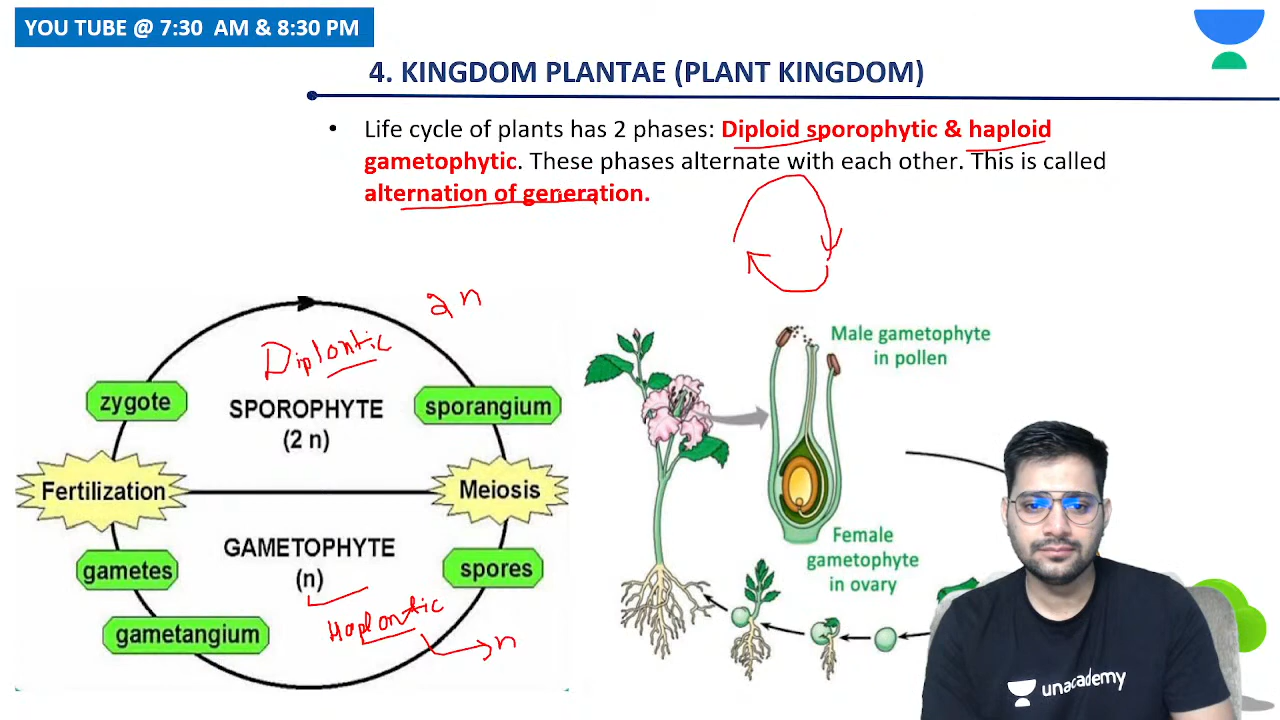 YOU TUBE @ 7:30 AM & 8:30 PM
4. KINGDOM PLANTAE (PLANT KINGDOM)
• Life cycle of plants has 2 phases: Diploid sporophytic & haploid
gametophytic. These phases alternate with each other. This is called
alternation of generation.
2n
Diplontic
zygote
SPOROPHYTE
(2 n)
sporangium
Fertilization
Meiosis
GAMETOPHYTE
(n)
gametes
spores
Haplontic
gametangium
n
Male gametophyte
in pollen
Female
gametophyte
in ovary
unacademy